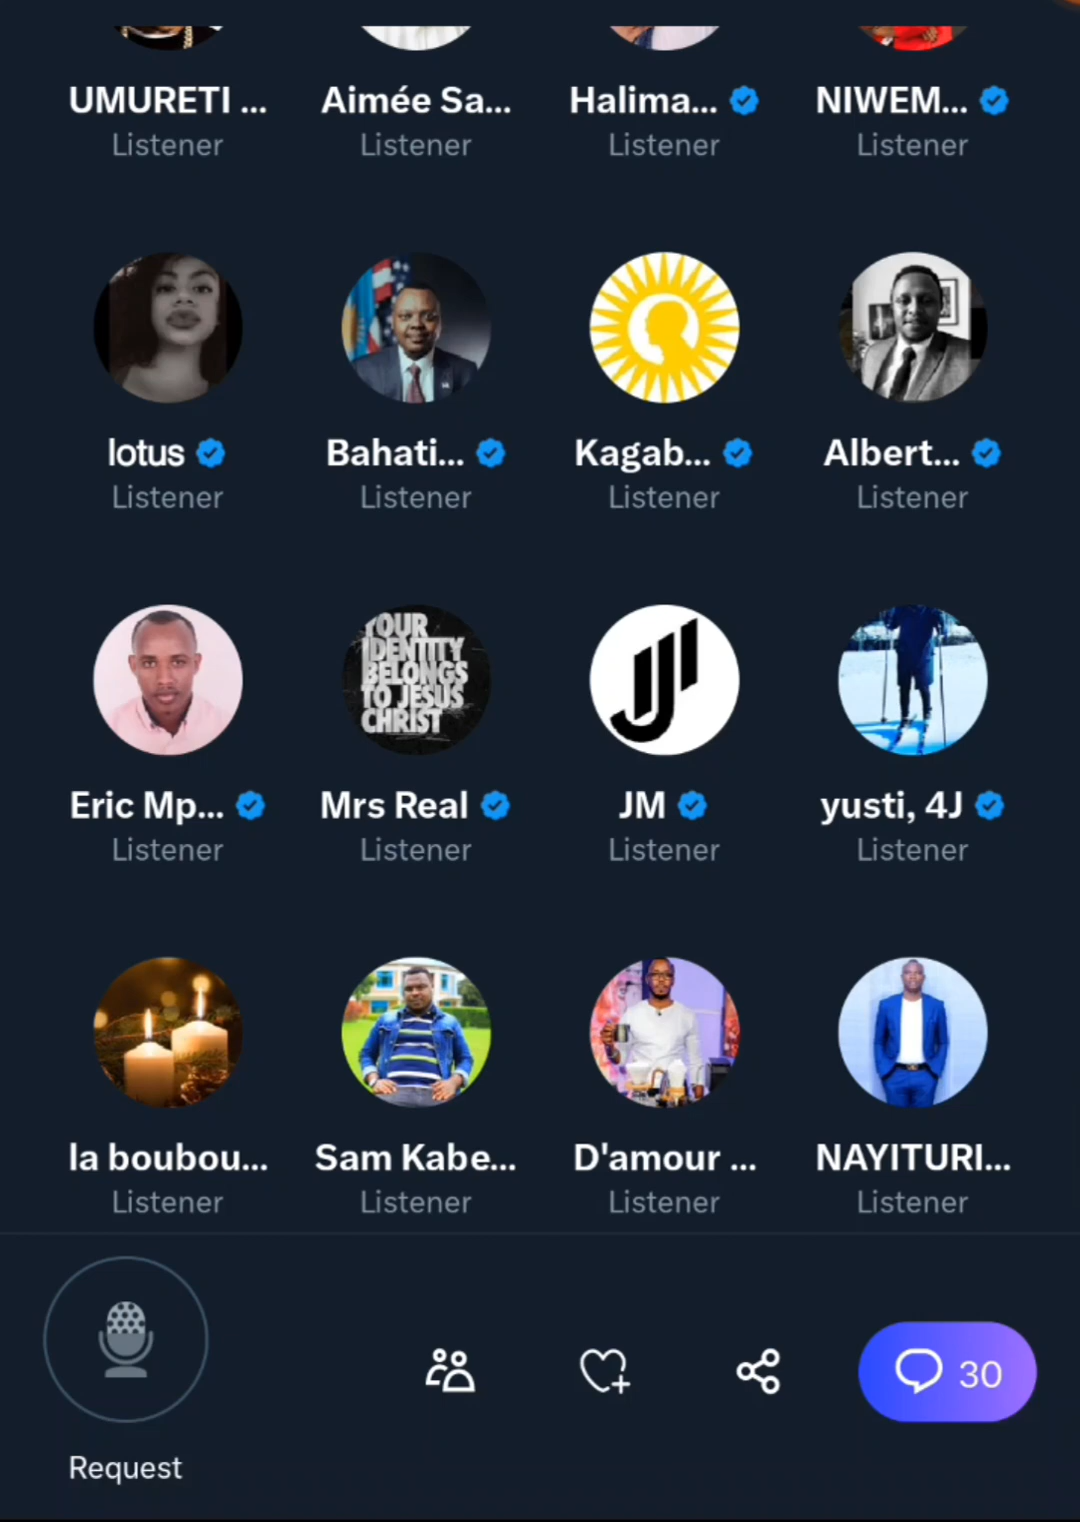 UMURETI ... Aimée Sa... Halima... NIWEM...
Listener Listener Listener Listener
lotus Bahati... Kagab... Albert...
Listener Listener Listener Listener
YOUR
IDENTITY
BELONGS
TO JESUS
CHRIST
JJ
Eric Mp... Mrs Real JM yusti, 4J
Listener Listener Listener Listener
la boubou... Sam Kabe... D'amour ... NAYITURI...
Listener Listener Listener Listener
30
Request